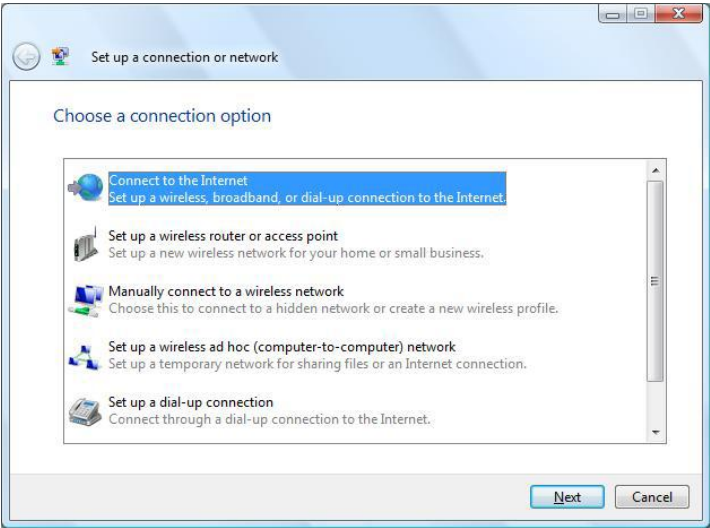 Set up a connection or network
Choose a connection option
Connect to the Internet
Set up a wireless, broadband, or dial-up connection to the Internet.
Set up a wireless router or access point
Set up a new wireless network for your home or small business.
Manually connect to a wireless network
Choose this to connect to a hidden network or create a new wireless profile.
Set up a wireless ad hoc (computer-to-computer) network
Set up a temporary network for sharing files or an Internet connection.
Set up a dial-up connection
Connect through a dial-up connection to the Internet.
Next Cancel